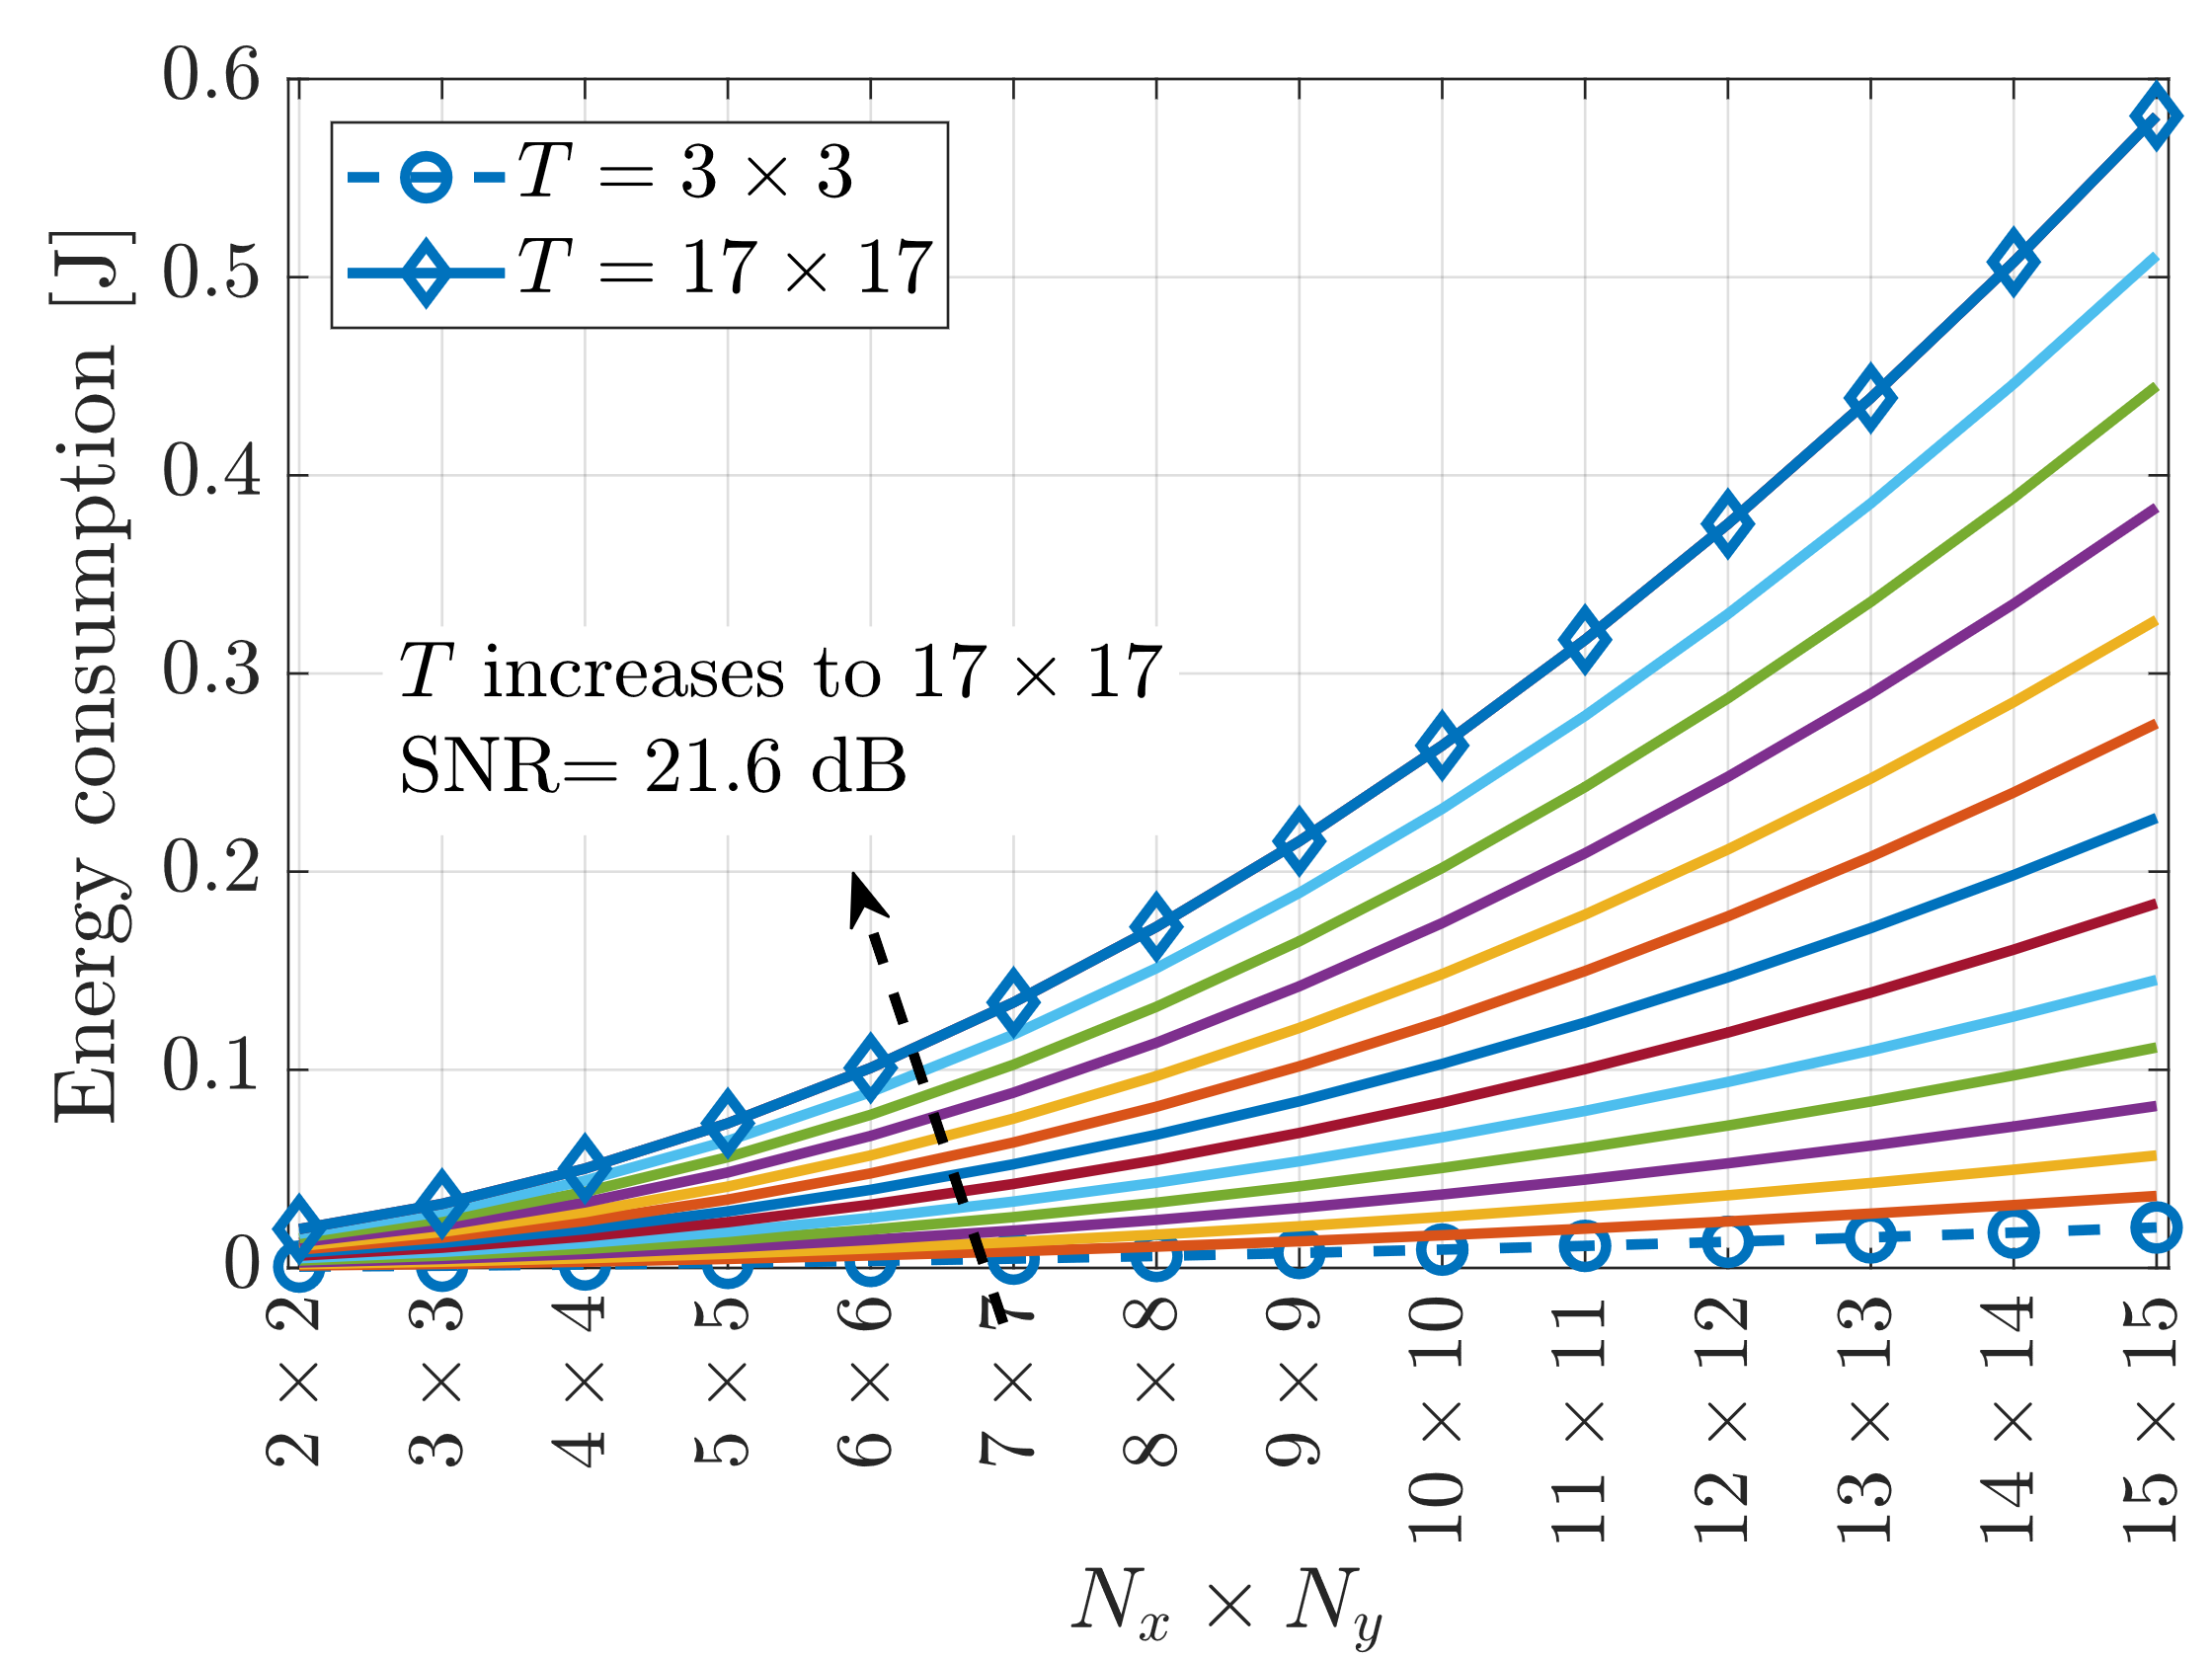 0.6
0.5
0.4
0.3
0.2
0.1
0
Energy consumption [J]
T = 3 × 3
T = 17 × 17
T increases to 17 × 17
SNR= 21.6 dB
2 × 2
3 × 3
4 × 4
5 × 5
6 × 6
7 × 7
8 × 8
9 × 9
10 × 10
11 × 11
12 × 12
13 × 13
14 × 14
15 × 15
Nₓ × Nᵧ